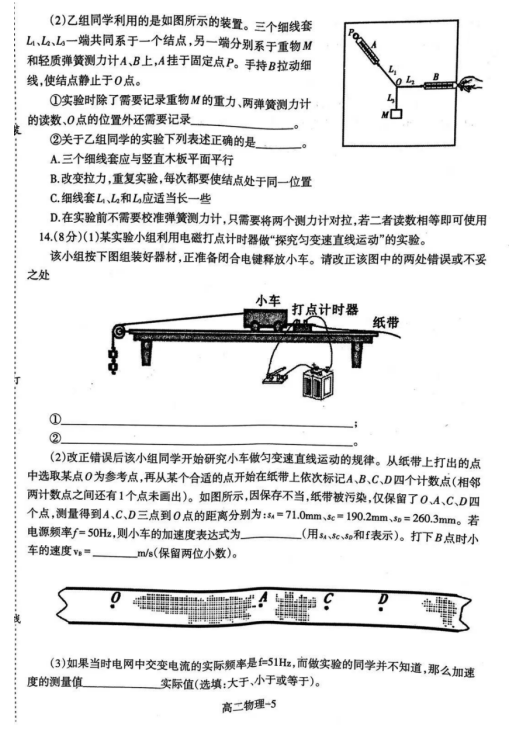 (2)乙组同学利用的是如图所示的装置。三个细线套
L₁、L₂、L₃一端共同系于一个结点,另一端分别系于重物M
和轻质弹簧测力计A、B上,A挂于固定点P。手持B拉动细
线,使结点静止于O点。
①实验时除了需要记录重物M的重力、两弹簧测力计
的读数、O点的位置外还需要记录________。
②关于乙组同学的实验下列表述正确的是________。
A.三个细线套应与竖直木板平面平行
B.改变拉力,重复实验,每次都要使结点处于同一位置
C.细线套L₁、L₂和L₃应适当长一些
D.在实验前不需要校准弹簧测力计,只需要将两个测力计对拉,若二者读数相等即可使用
P
A
L₁
O
L₂
B
L₃
M
14.(8分)(1)某实验小组利用电磁打点计时器做“探究匀变速直线运动”的实验。
该小组按下图组装好器材,正准备闭合电键释放小车。请改正该图中的两处错误或不妥
之处
小车
打点计时器
纸带
①________;
②________。
(2)改正错误后该小组同学开始研究小车做匀变速直线运动的规律。从纸带上打出的点
中选取某点O为参考点,再从某个合适的点开始在纸带上依次标记A、B、C、D四个计数点(相邻
两计数点之间还有1个点未画出)。如图所示,因保存不当,纸带被污染,仅保留了O、A、C、D四
个点,测量得到A、C、D三点到O点的距离分别为:sA=71.0mm、sC=190.2mm、sD=260.3mm。若
电源频率f=50Hz,则小车的加速度表达式为________(用sA、sC、sD和f表示)。打下B点时小
车的速度vB=________m/s(保留两位小数)。
O A C D
(3)如果当时电网中交变电流的实际频率是f=51Hz,而做实验的同学并不知道,那么加速
度的测量值________实际值(选填:大于、小于或等于)。
高二物理-5
订
线